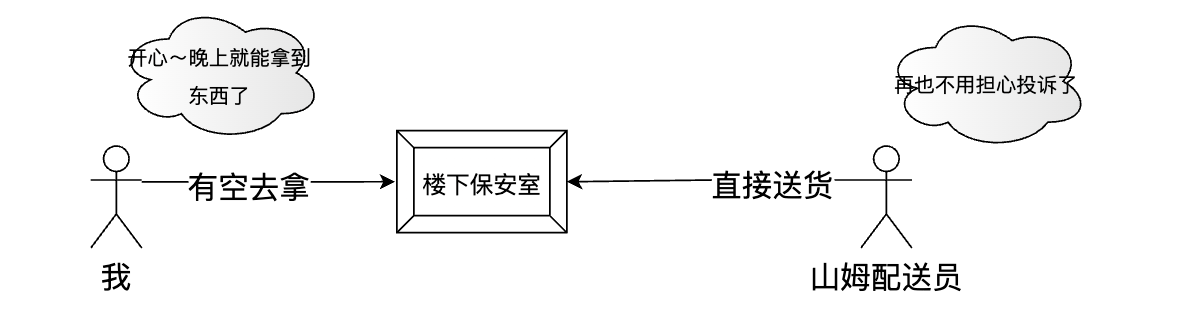 开心～晚上就能拿到
东西了
再也不用担心投诉了
有空去拿
楼下保安室
直接送货
我
山姆配送员